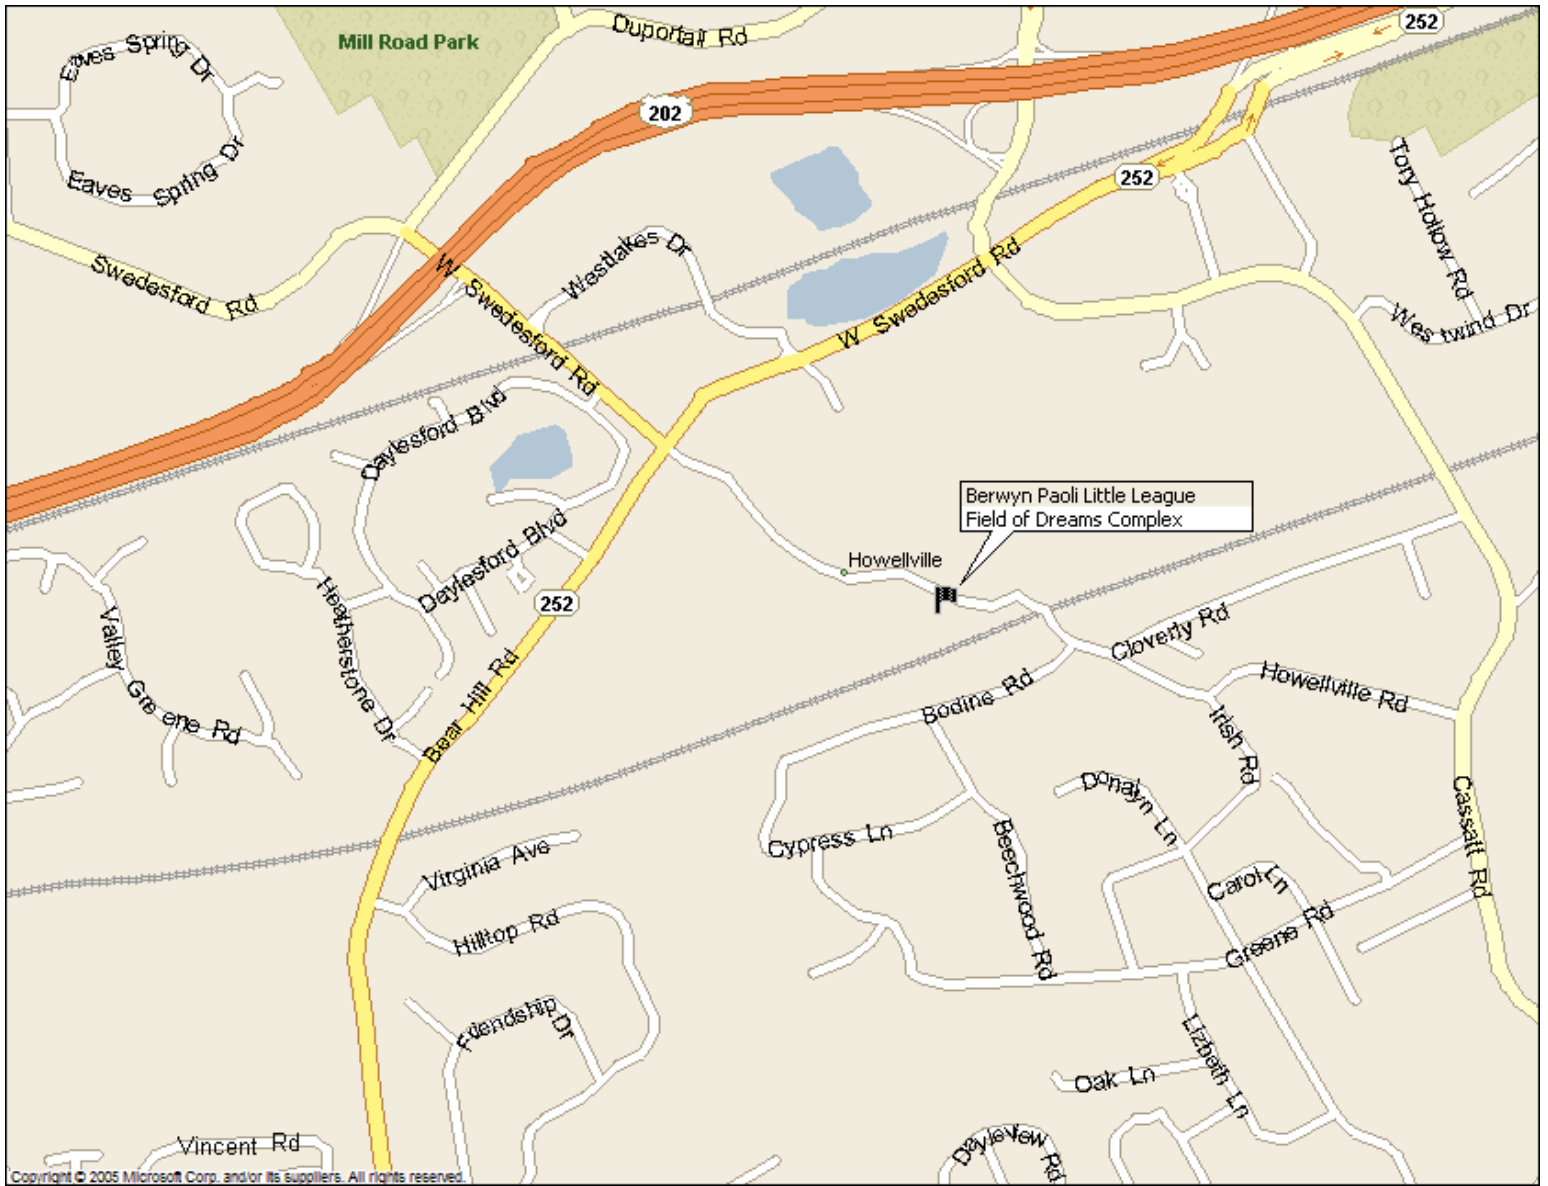 Duportail Rd
252
Mill Road Park
Eaves Spring Dr
202
Eaves Spring Dr
252
Tory Hollow Rd
Swedesford Rd
W Swedesford Rd
Westlakes Dr
W Swedesford Rd
Westwind Dr
Daylesford Blvd
Berwyn Paoli Little League
Field of Dreams Complex
Daylesford Blvd
Howellville
252
Heatherstone Dr
Valley Greene Rd
Cloverly Rd
Bear Hill Rd
Bodine Rd
Howellville Rd
Irish Rd
Donalyn Ln
Cassatt Rd
Cypress Ln
Beechwood Rd
Virginia Ave
Carol Ln
Hilltop Rd
Greene Rd
Friendship Dr
Lizbeth Ln
Oak Ln
Vincent Rd
Dayleview Rd
Copyright © 2005 Microsoft Corp. and/or its suppliers. All rights reserved.